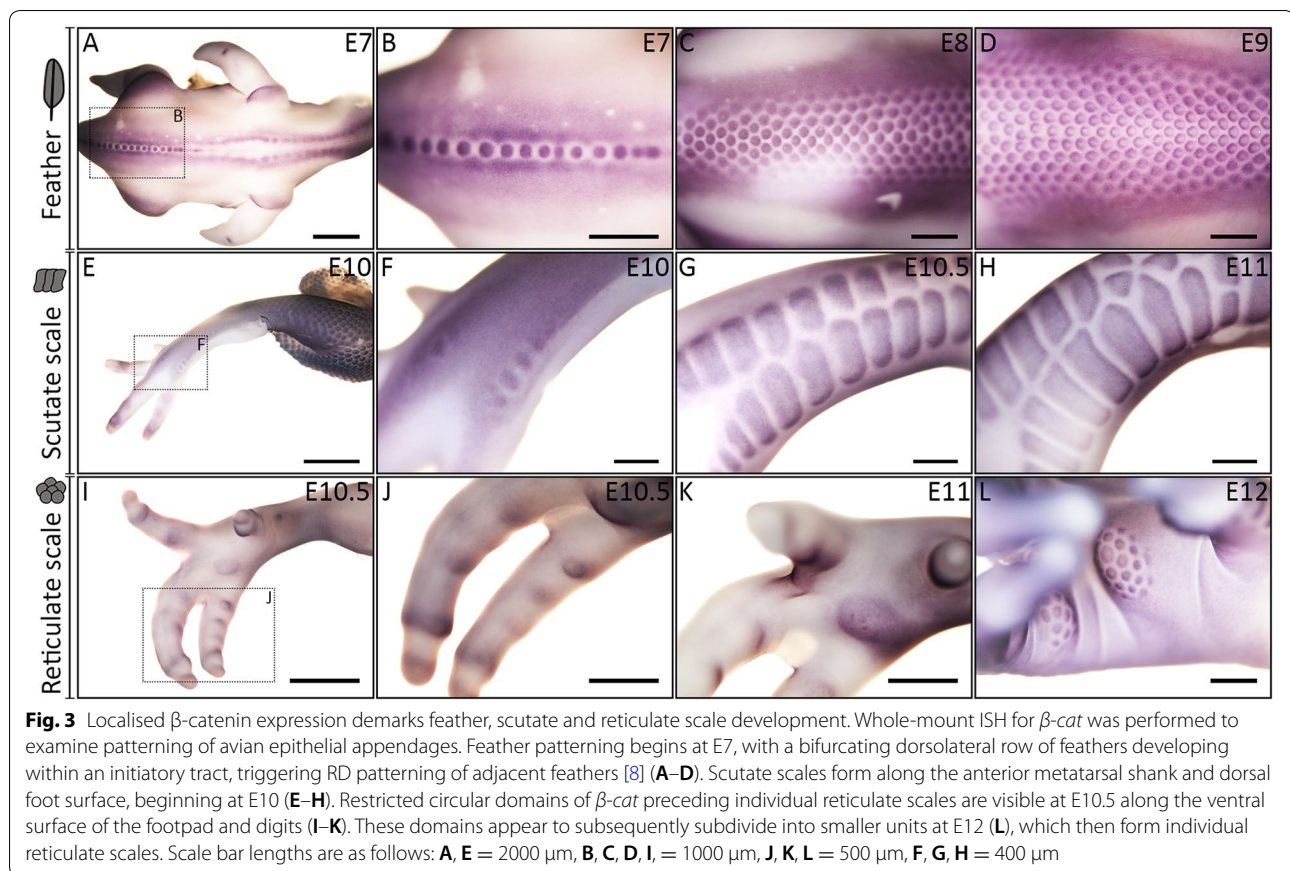 A E7 B E7 C E8 D E9
B
Feather
E E10 F E10 G E10.5 H E11
F
Scutate scale
I E10.5 J E10.5 K E11 L E12
J
Reticulate scale
Fig. 3 Localised β-catenin expression demarks feather, scutate and reticulate scale development. Whole-mount ISH for β-cat was performed to
examine patterning of avian epithelial appendages. Feather patterning begins at E7, with a bifurcating dorsolateral row of feathers developing
within an initiatory tract, triggering RD patterning of adjacent feathers [8] (A–D). Scutate scales form along the anterior metatarsal shank and dorsal
foot surface, beginning at E10 (E–H). Restricted circular domains of β-cat preceding individual reticulate scales are visible at E10.5 along the ventral
surface of the footpad and digits (I–K). These domains appear to subsequently subdivide into smaller units at E12 (L), which then form individual
reticulate scales. Scale bar lengths are as follows: A, E = 2000 μm, B, C, D, I, = 1000 μm, J, K, L = 500 μm, F, G, H = 400 μm